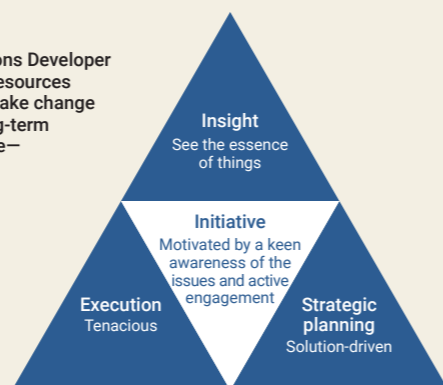 ons Developer
esources
ake change
g-term
e—
Insight
See the essence
of things
Initiative
Motivated by a keen
awareness of the
issues and active
engagement
Execution
Tenacious
Strategic
planning
Solution-driven